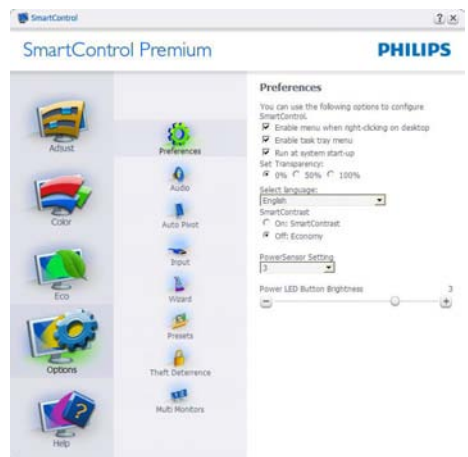 SmartControl
SmartControl Premium
PHILIPS
Adjust
Color
Eco
Options
Help
Preferences
Audio
Auto Pivot
Input
Wizard
Presets
Theft Deterrence
Multi Monitors
Preferences
You can use the following options to configure
SmartControl.
Enable menu when right-clicking on desktop
Enable task tray menu
Run at system start-up
Set Transparency:
0% 50% 100%
Select language:
English
SmartContrast
On: SmartContrast
Off: Economy
PowerSensor Setting
3
Power LED Button Brightness 3